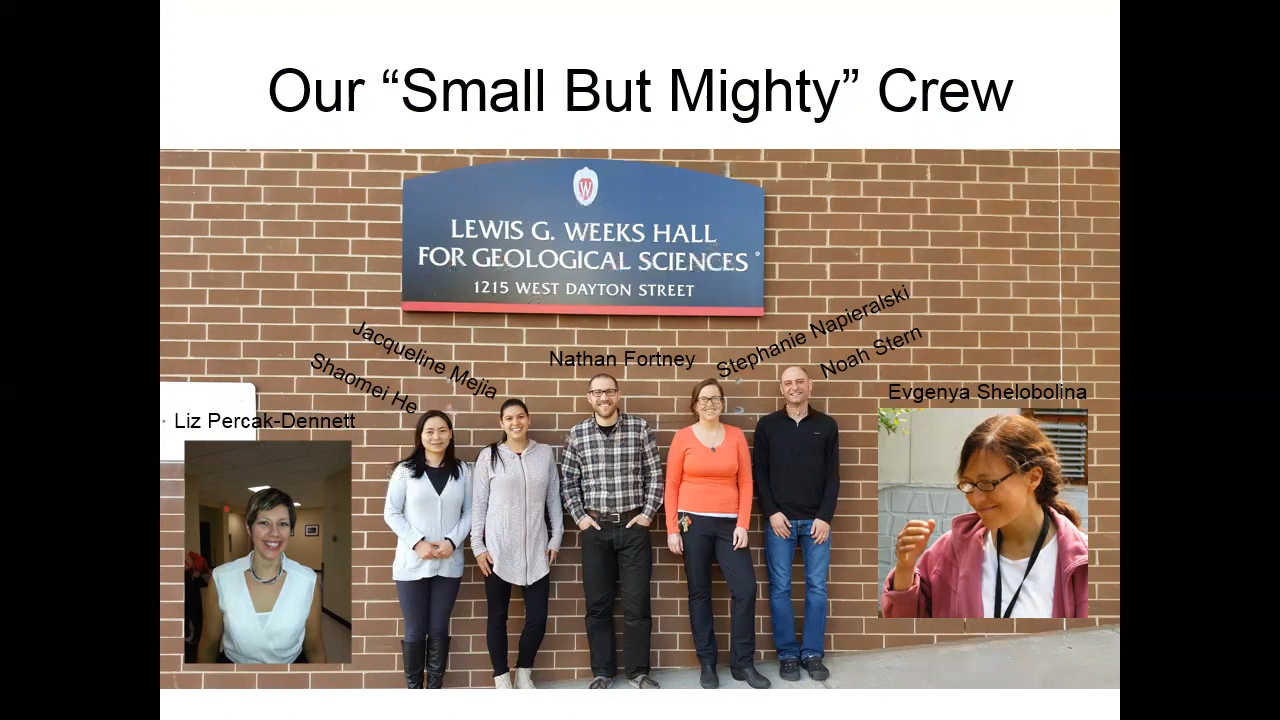 Our “Small But Mighty” Crew
W
LEWIS G. WEEKS HALL
FOR GEOLOGICAL SCIENCES
1215 WEST DAYTON STREET
Jacqueline Mejia
Shaomei He
Nathan Fortney
Stephanie Napieralski
Noah Stern
Evgenya Shelobolina
Liz Percak-Dennett